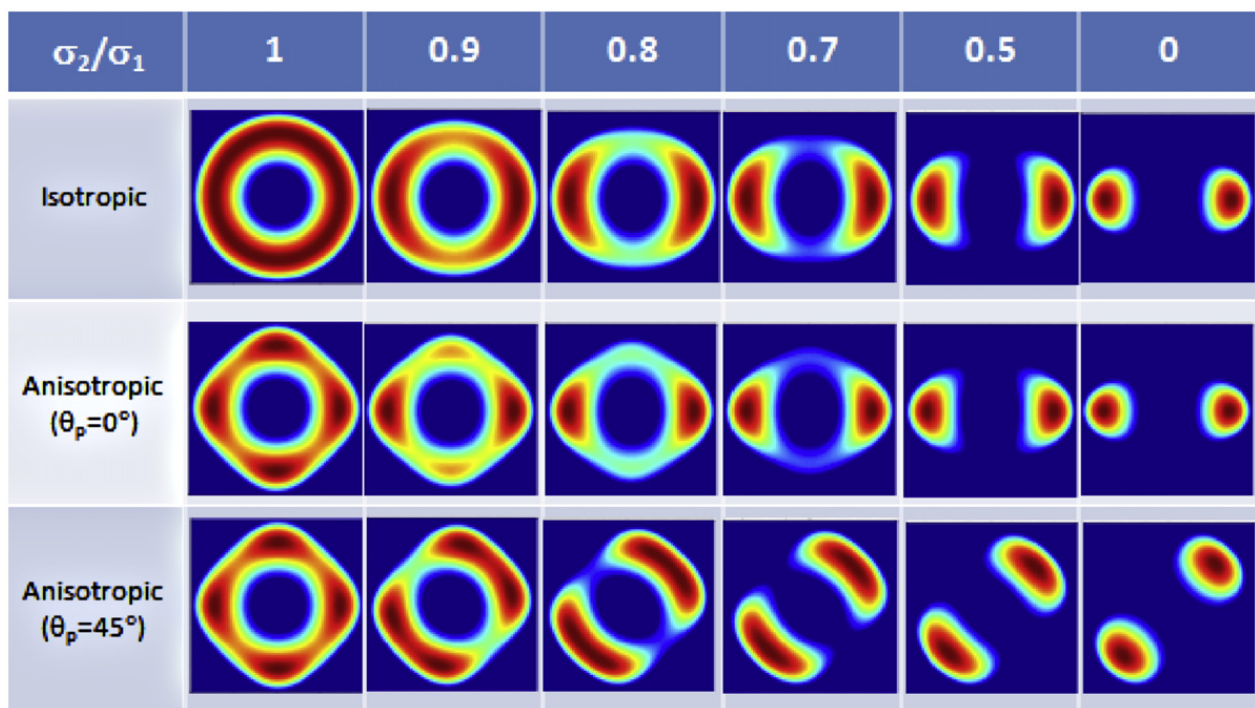 σ₂/σ₁ 1 0.9 0.8 0.7 0.5 0
Isotropic
Anisotropic
(θₚ=0°)
Anisotropic
(θₚ=45°)